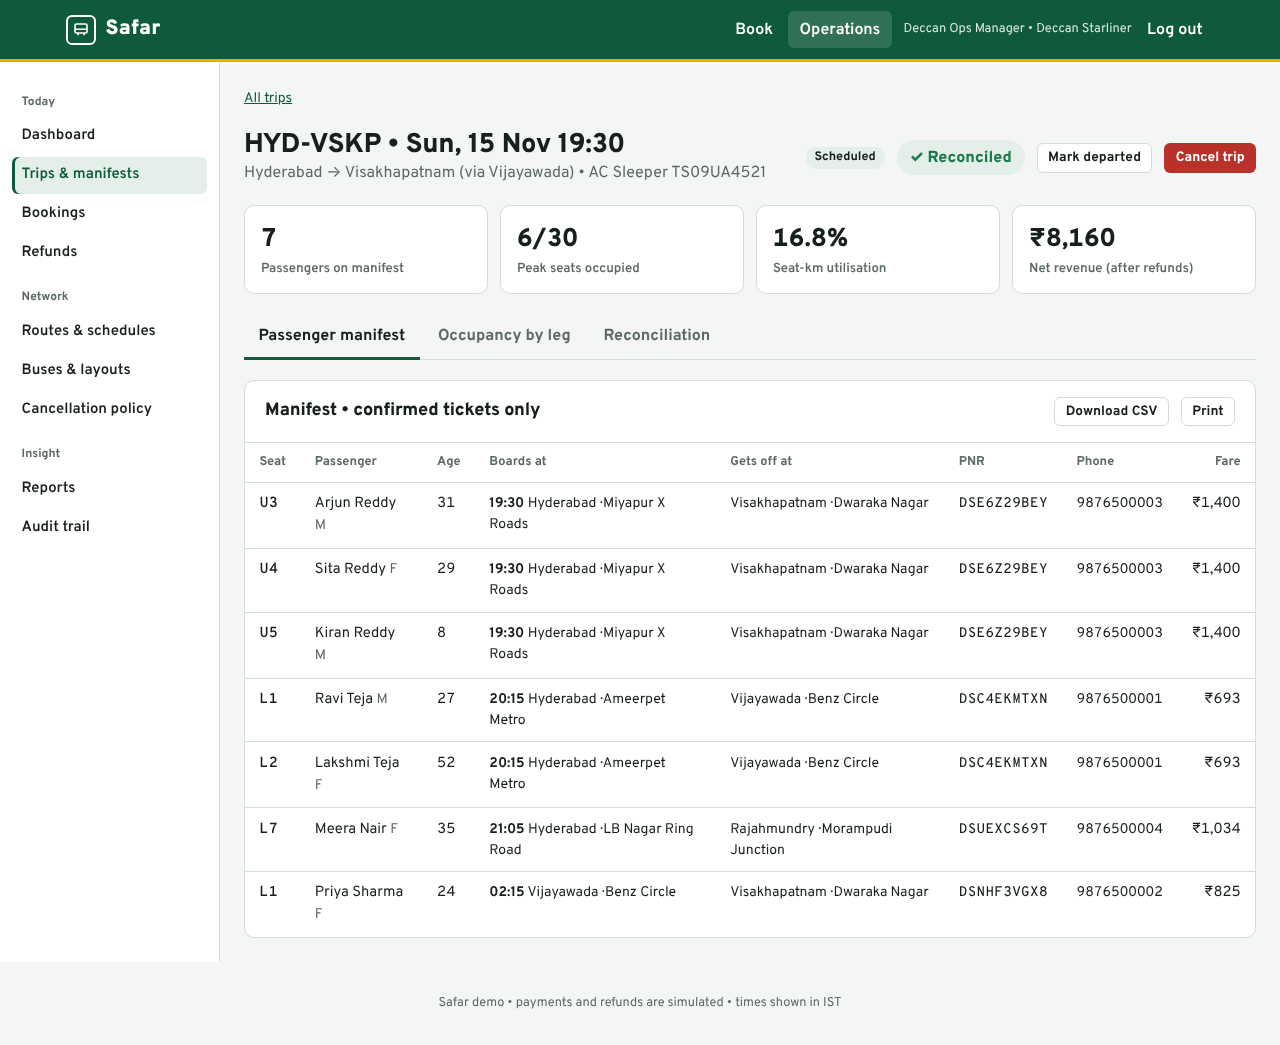 Safar
Book Operations Deccan Ops Manager • Deccan Starliner Log out
Today
Dashboard
Trips & manifests
Bookings
Refunds
Network
Routes & schedules
Buses & layouts
Cancellation policy
Insight
Reports
Audit trail
All trips
HYD-VSKP • Sun, 15 Nov 19:30
Hyderabad → Visakhapatnam (via Vijayawada) • AC Sleeper TS09UA4521
Scheduled ✓ Reconciled Mark departed Cancel trip
7
Passengers on manifest
6/30
Peak seats occupied
16.8%
Seat-km utilisation
₹8,160
Net revenue (after refunds)
Passenger manifest Occupancy by leg Reconciliation
Manifest • confirmed tickets only
Download CSV Print
Seat Passenger Age Boards at Gets off at PNR Phone Fare
U3 Arjun Reddy 31 19:30 Hyderabad ·Miyapur X Visakhapatnam ·Dwaraka Nagar DSE6Z29BEY 9876500003 ₹1,400
M Roads
U4 Sita Reddy F 29 19:30 Hyderabad ·Miyapur X Visakhapatnam ·Dwaraka Nagar DSE6Z29BEY 9876500003 ₹1,400
Roads
U5 Kiran Reddy 8 19:30 Hyderabad ·Miyapur X Visakhapatnam ·Dwaraka Nagar DSE6Z29BEY 9876500003 ₹1,400
M Roads
L1 Ravi Teja M 27 20:15 Hyderabad ·Ameerpet Vijayawada ·Benz Circle DSC4EKMTXN 9876500001 ₹693
Metro
L2 Lakshmi Teja 52 20:15 Hyderabad ·Ameerpet Vijayawada ·Benz Circle DSC4EKMTXN 9876500001 ₹693
F Metro
L7 Meera Nair F 35 21:05 Hyderabad ·LB Nagar Ring Rajahmundry ·Morampudi DSUEXCS69T 9876500004 ₹1,034
Road Junction
L1 Priya Sharma 24 02:15 Vijayawada ·Benz Circle Visakhapatnam ·Dwaraka Nagar DSNHF3VGX8 9876500002 ₹825
F
Safar demo • payments and refunds are simulated • times shown in IST